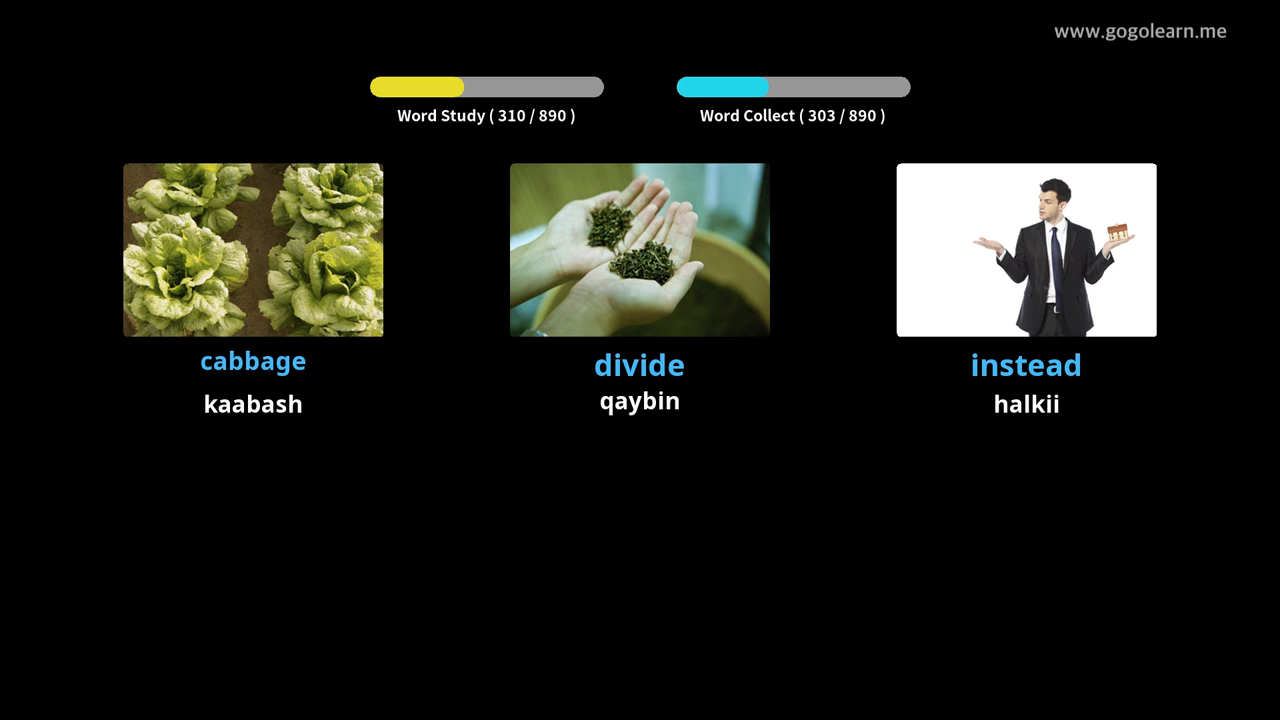 www.gogolearn.me
Word Study ( 310 / 890 )
Word Collect ( 303 / 890 )
cabbage
kaabash
divide
qaybin
instead
halkii